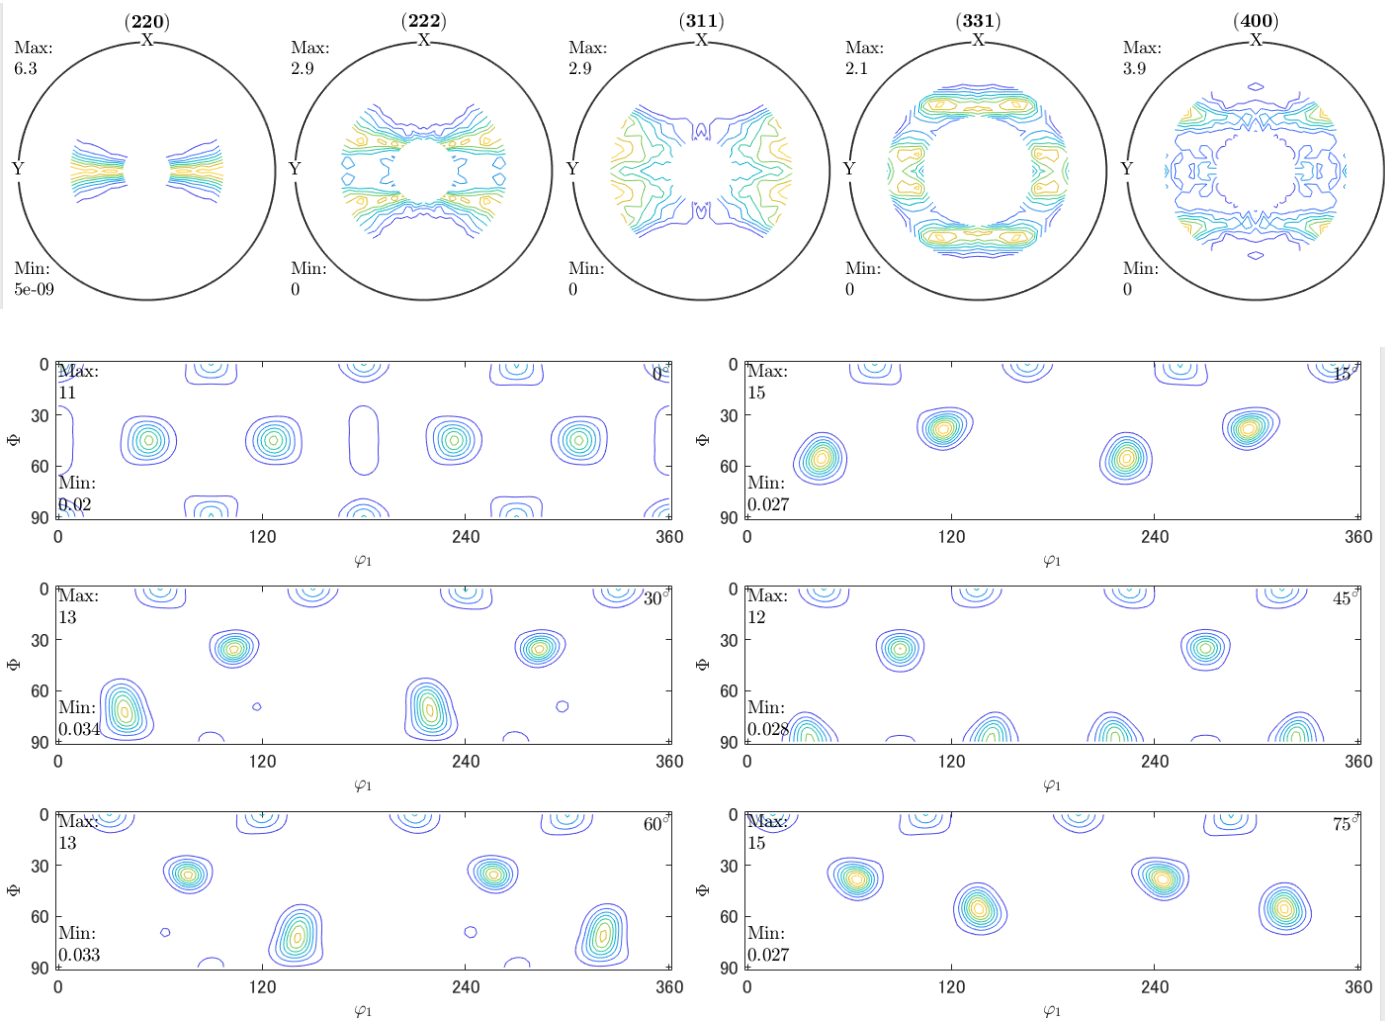 (220) (222) (311) (331) (400)
X X X X X
Max: Max: Max: Max: Max:
6.3 2.9 2.9 2.1 3.9
Y Y Y Y Y
Min: Min: Min: Min: Min:
5e-09 0 0 0 0
0 Max: 0° 0 Max: 15°
11 15
30 30
Φ Φ
60 60
Min: Min:
0.02 0.027
90 90
0 120 240 360 0 120 240 360
φ1 φ1
0 Max: 30° 0 Max: 45°
13 12
30 30
Φ Φ
60 60
Min: Min:
0.034 0.028
90 90
0 120 240 360 0 120 240 360
φ1 φ1
0 Max: 60° 0 Max: 75°
13 15
30 30
Φ Φ
60 60
Min: Min:
0.033 0.027
90 90
0 120 240 360 0 120 240 360
φ1 φ1